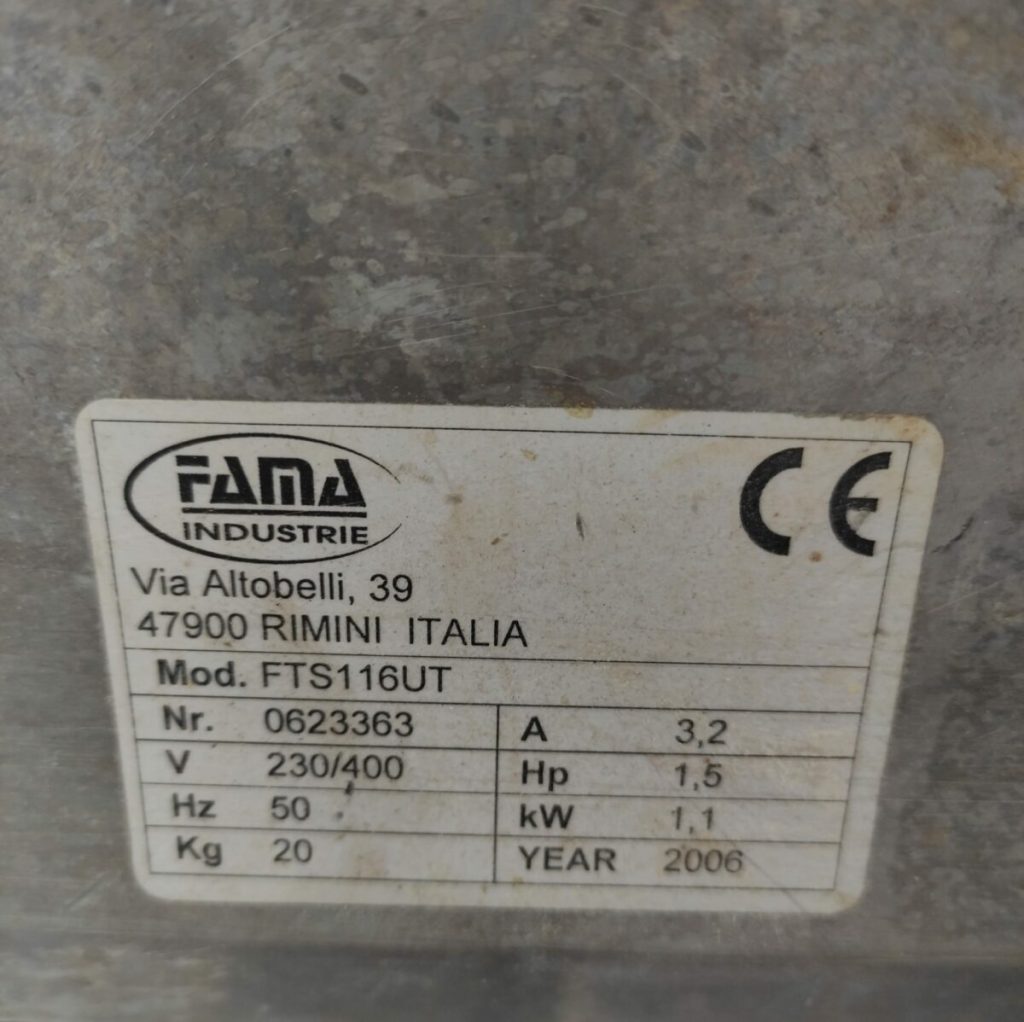 FAMA
INDUSTRIE
CE
Via Altobelli, 39
47900 RIMINI ITALIA
Mod. FTS116UT
Nr. 0623363 A 3,2
V 230/400 Hp 1,5
Hz 50 kW 1,1
Kg 20 YEAR 2006